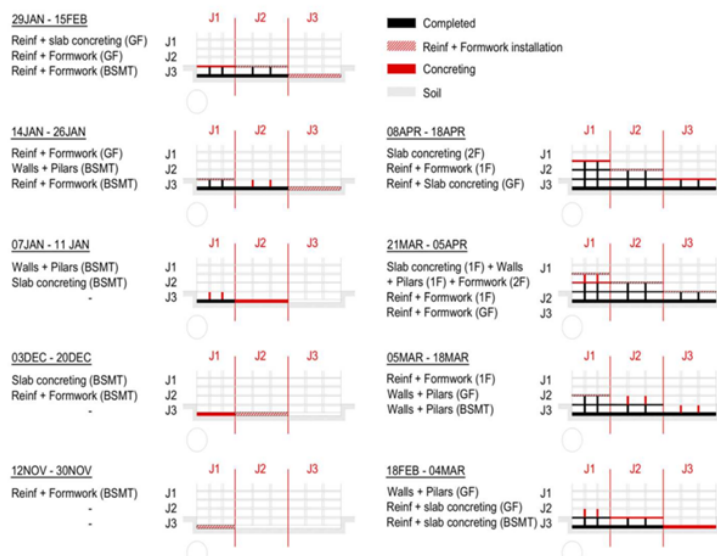 29JAN - 15FEB
J1 J2 J3
Reinf + slab concreting (GF) J1
Reinf + Formwork (GF) J2
Reinf + Formwork (BSMT) J3
14JAN - 26JAN
J1 J2 J3
Reinf + Formwork (GF) J1
Walls + Pilars (BSMT) J2
Reinf + Formwork (BSMT) J3
07JAN - 11 JAN
J1 J2 J3
Walls + Pilars (BSMT) J1
Slab concreting (BSMT) J2
- J3
03DEC - 20DEC
J1 J2 J3
Slab concreting (BSMT) J1
Reinf + Formwork (BSMT) J2
- J3
12NOV - 30NOV
J1 J2 J3
Reinf + Formwork (BSMT) J1
- J2
- J3
Completed
Reinf + Formwork installation
Concreting
Soil
08APR - 18APR
J1 J2 J3
Slab concreting (2F) J1
Reinf + Formwork (1F) J2
Reinf + Slab concreting (GF) J3
21MAR - 05APR
J1 J2 J3
Slab concreting (1F) + Walls J1
+ Pilars (1F) + Formwork (2F)
Reinf + Formwork (1F) J2
Reinf + Formwork (GF) J3
05MAR - 18MAR
J1 J2 J3
Reinf + Formwork (1F) J1
Walls + Pilars (GF) J2
Walls + Pilars (BSMT) J3
18FEB - 04MAR
J1 J2 J3
Walls + Pilars (GF) J1
Reinf + slab concreting (GF) J2
Reinf + slab concreting (BSMT) J3